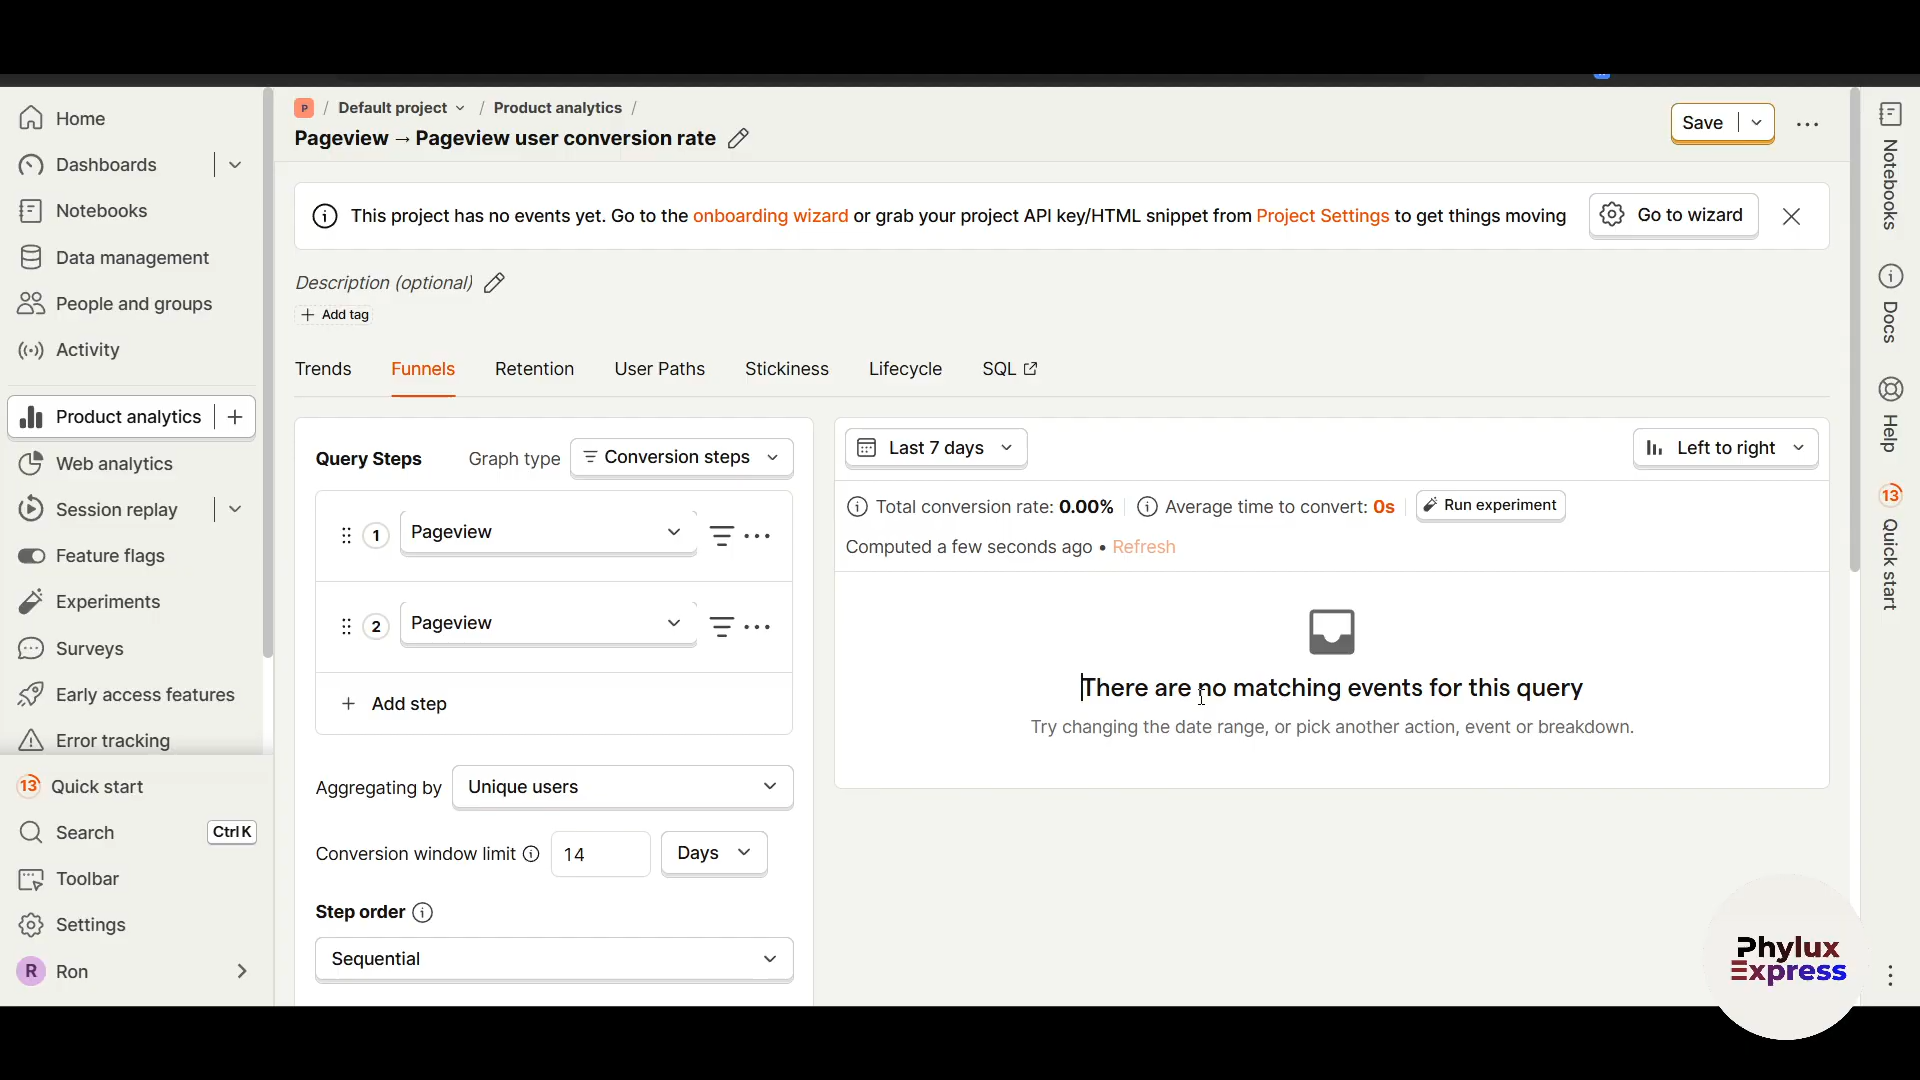 Home
Dashboards
Notebooks
Data management
People and groups
Activity
Product analytics
Web analytics
Session replay
Feature flags
Experiments
Surveys
Early access features
Error tracking
13 Quick start
Search Ctrl K
Toolbar
Settings
R Ron
P / Default project / Product analytics /
Pageview → Pageview user conversion rate
Save
This project has no events yet. Go to the onboarding wizard or grab your project API key/HTML snippet from Project Settings to get things moving
Go to wizard
Description (optional)
Add tag
Trends Funnels Retention User Paths Stickiness Lifecycle SQL
Query Steps Graph type Conversion steps
1 Pageview
2 Pageview
Add step
Aggregating by Unique users
Conversion window limit 14 Days
Step order
Sequential
Last 7 days Left to right
Total conversion rate: 0.00% Average time to convert: 0s Run experiment
Computed a few seconds ago • Refresh
There are no matching events for this query
Try changing the date range, or pick another action, event or breakdown.
Notebooks
Docs
Help
13 Quick start
Phylux
Express